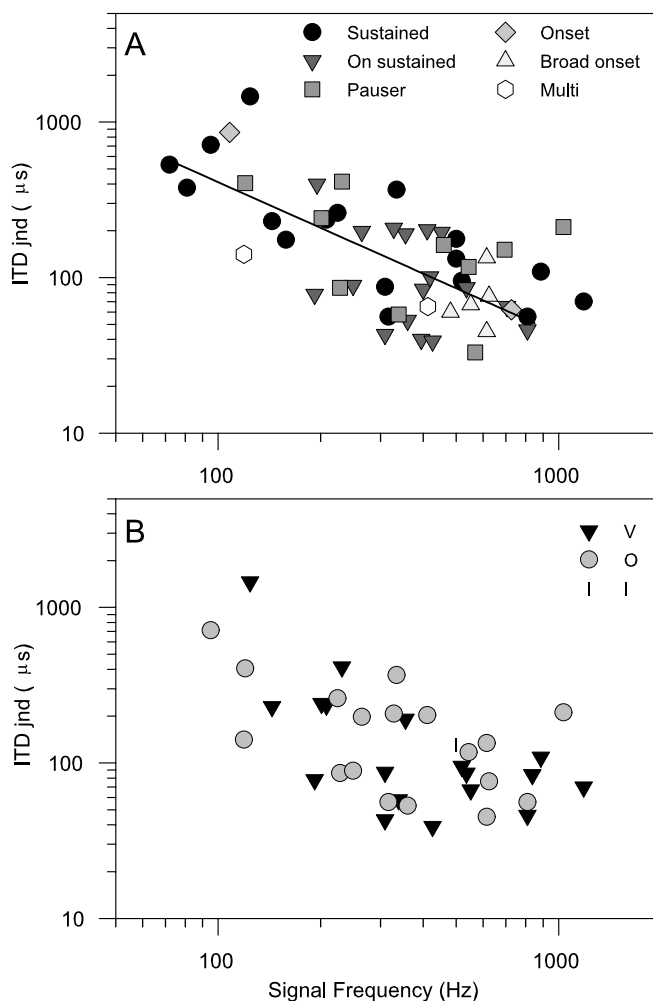 A
Sustained
Onset
On sustained
Broad onset
Pauser
Multi
ITD jnd ( μs)
1000
100
10
100
1000
B
V
O
I
ITD jnd ( μs)
1000
100
10
100
1000
Signal Frequency (Hz)